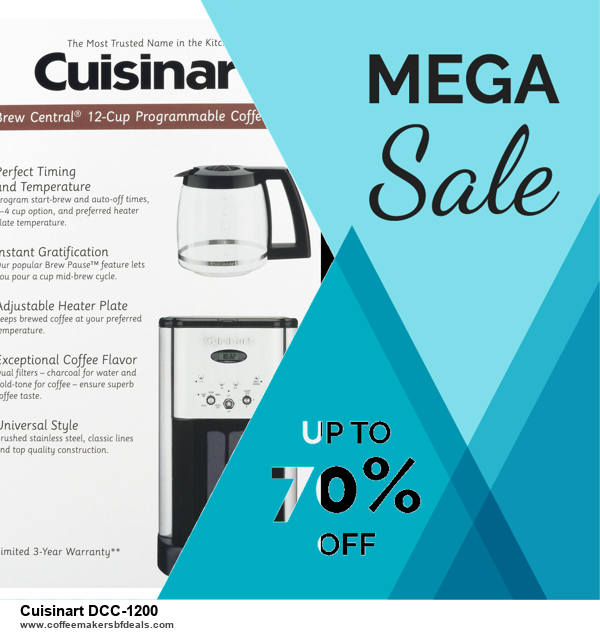 The Most Trusted Name in the Kitc
Cuisinar
Brew Central® 12-Cup Programmable Coffe
MEGA
Sale
Perfect Timing
and Temperature
rogram start-brew and auto-off times,
–4 cup option, and preferred heater
late temperature.
nstant Gratification
Our popular Brew Pause™ feature lets
you pour a cup mid-brew cycle.
Adjustable Heater Plate
eeps brewed coffee at your preferred
emperature.
Exceptional Coffee Flavor
Dual filters – charcoal for water and
old-tone for coffee – ensure superb
offee taste.
Universal Style
rushed stainless steel, classic lines
nd top quality construction.
imited 3-Year Warranty**
UP TO
70%
OFF
Cuisinart DCC-1200
www.coffeemakersbfdeals.com